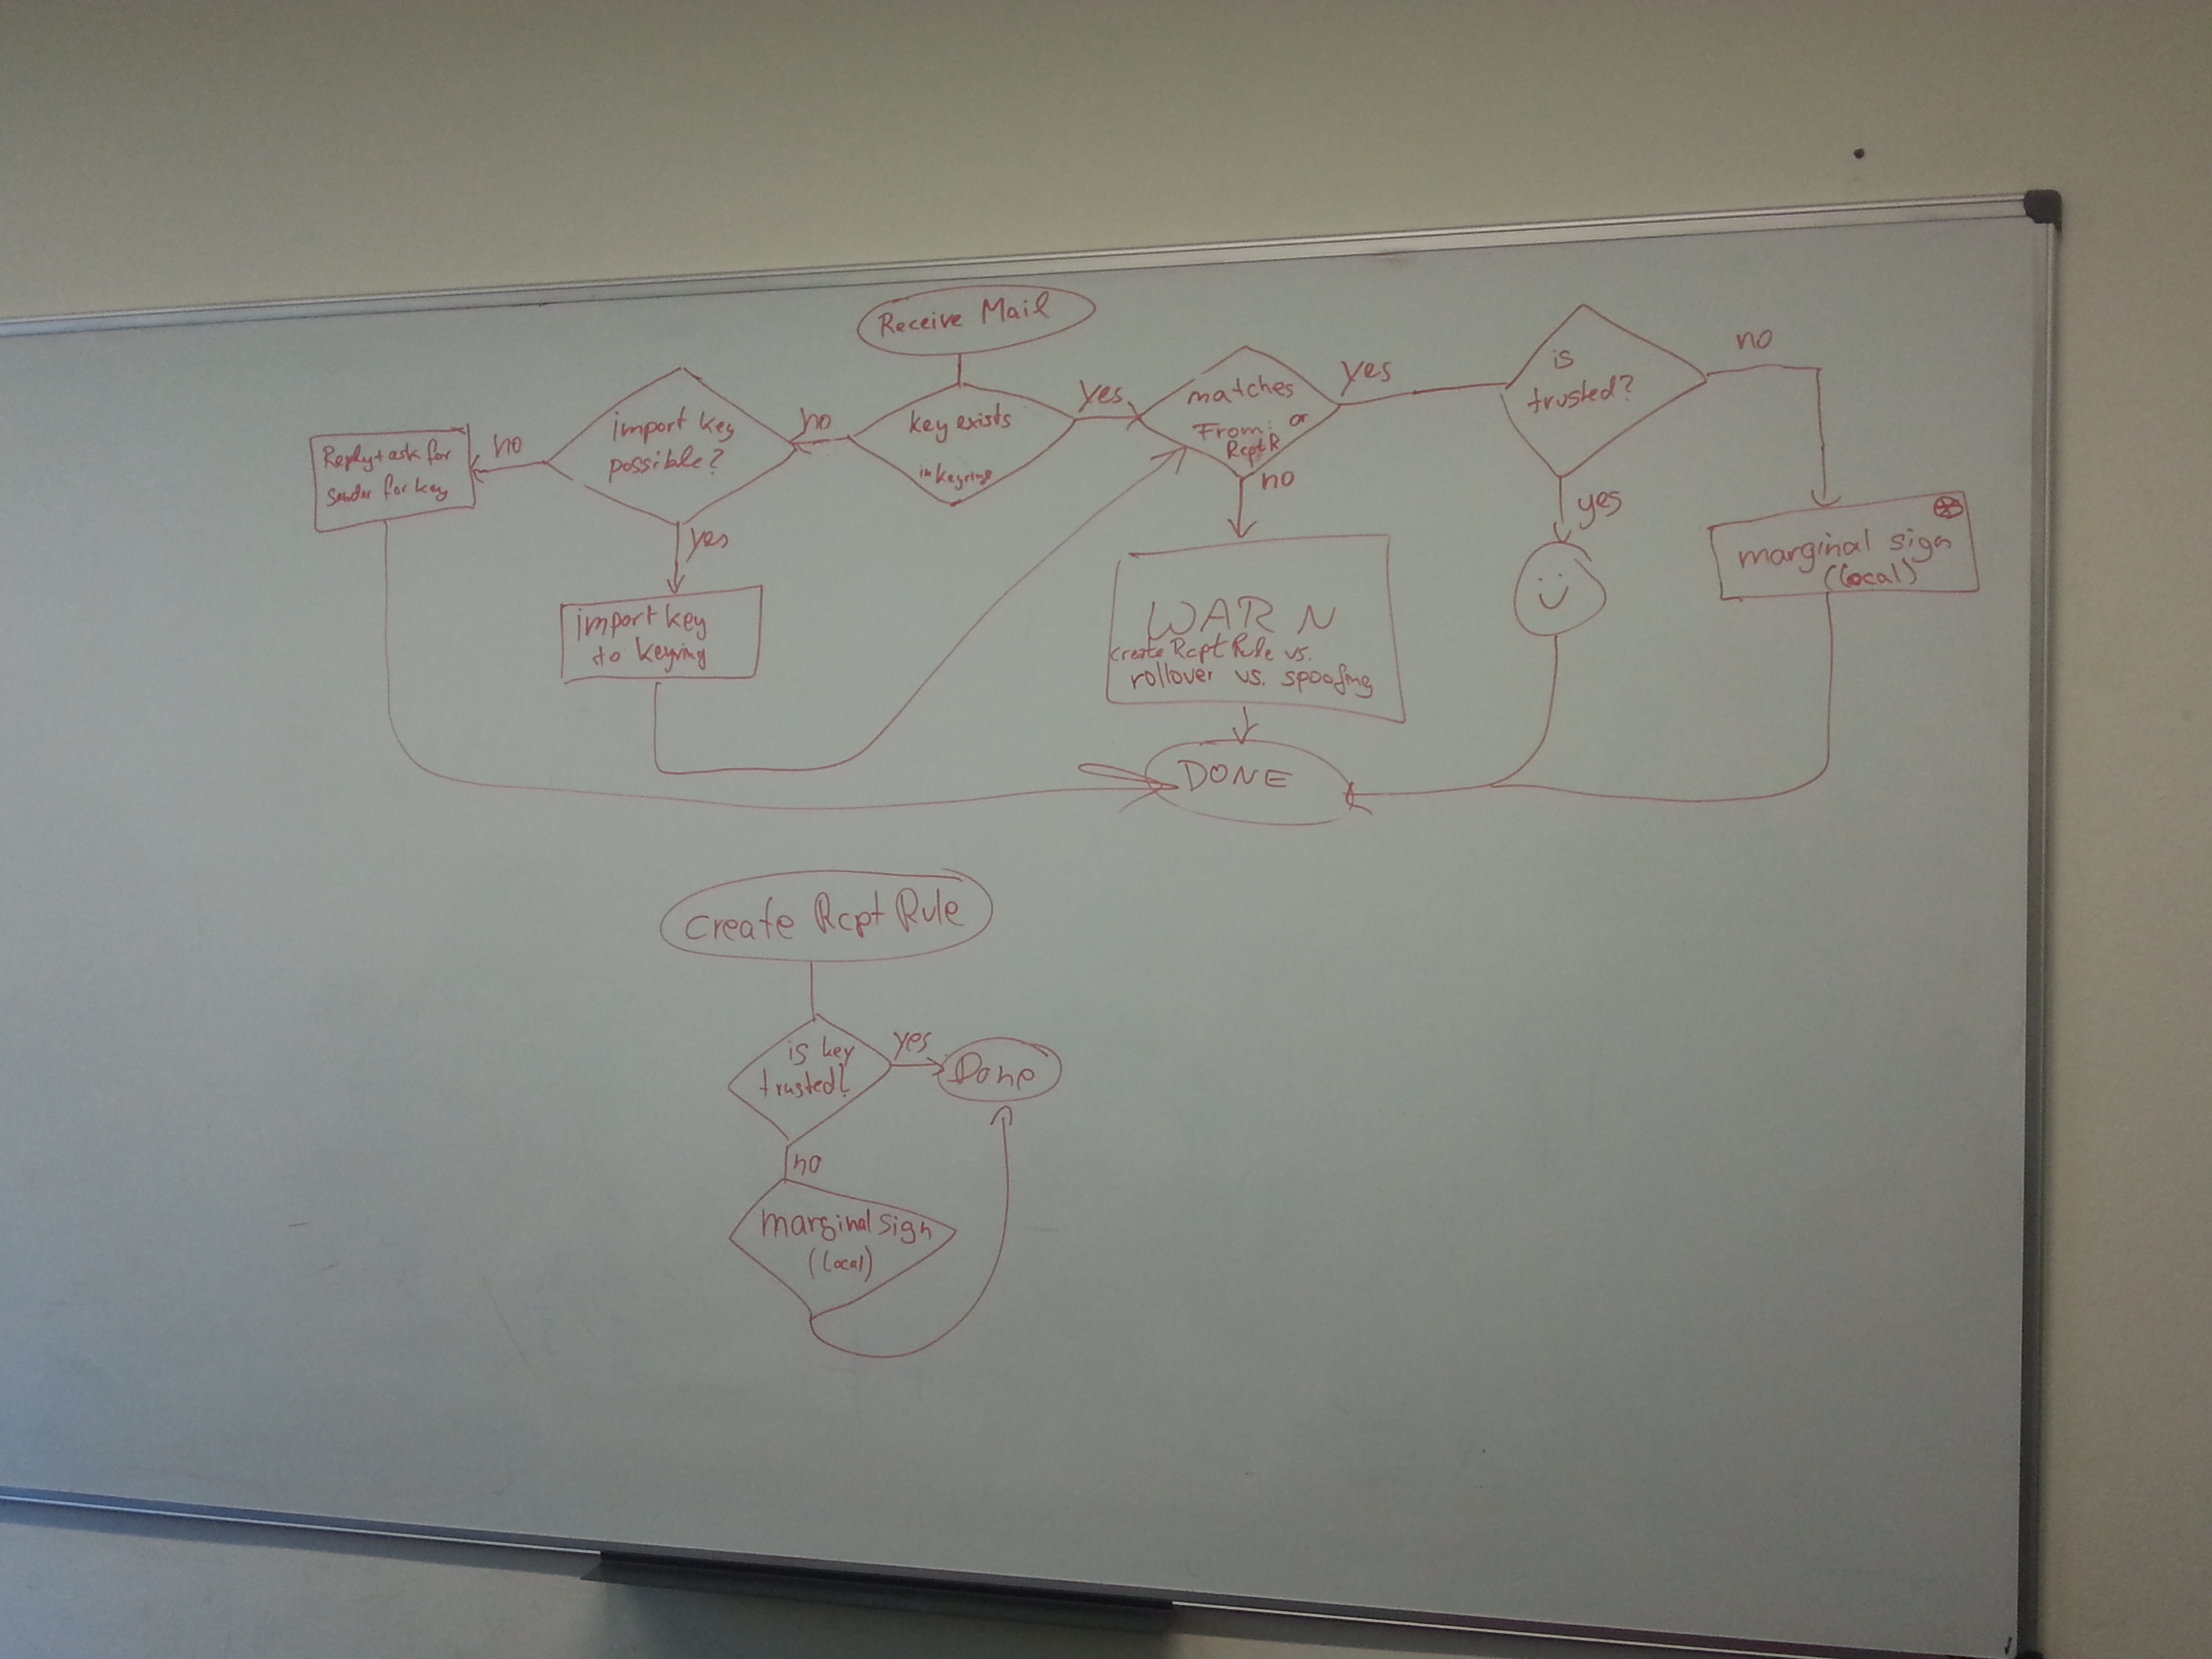 Receive Mail
Reply+ask for
sender for key
no
import key
possible?
no
key exists
in keyring
yes
matches
From: or
RcptR
yes
is
trusted?
no
yes
import key
to keyring
no
WARN
create Rcpt Rule vs.
rollover vs. spoofing
yes
marginal sign
(local)
DONE
create Rcpt Rule
is key
trusted?
yes
Done
no
marginal sign
(local)